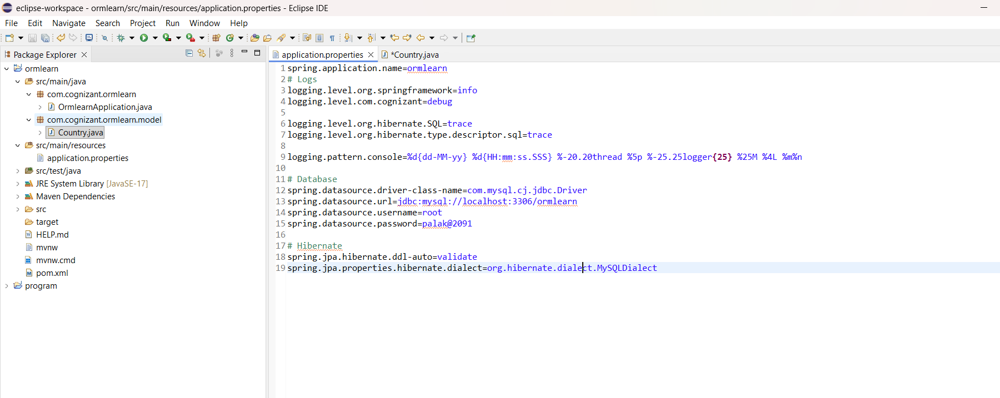 eclipse-workspace - ormlearn/src/main/resources/application.properties - Eclipse IDE
File Edit Navigate Search Project Run Window Help
Package Explorer
application.properties *Country.java
ormlearn
src/main/java
com.cognizant.ormlearn
OrmlearnApplication.java
com.cognizant.ormlearn.model
Country.java
src/main/resources
application.properties
src/test/java
JRE System Library [JavaSE-17]
Maven Dependencies
src
target
HELP.md
mvnw
mvnw.cmd
pom.xml
program
1 spring.application.name=ormlearn
2 # Logs
3 logging.level.org.springframework=info
4 logging.level.com.cognizant=debug
5
6 logging.level.org.hibernate.SQL=trace
7 logging.level.org.hibernate.type.descriptor.sql=trace
8
9 logging.pattern.console=%d{dd-MM-yy} %d{HH:mm:ss.SSS} %-20.20thread %5p %-25.25logger{25} %25M %4L %m%n
10
11 # Database
12 spring.datasource.driver-class-name=com.mysql.cj.jdbc.Driver
13 spring.datasource.url=jdbc:mysql://localhost:3306/ormlearn
14 spring.datasource.username=root
15 spring.datasource.password=palak@2091
16
17 # Hibernate
18 spring.jpa.hibernate.ddl-auto=validate
19 spring.jpa.properties.hibernate.dialect=org.hibernate.dialect.MySQLDialect